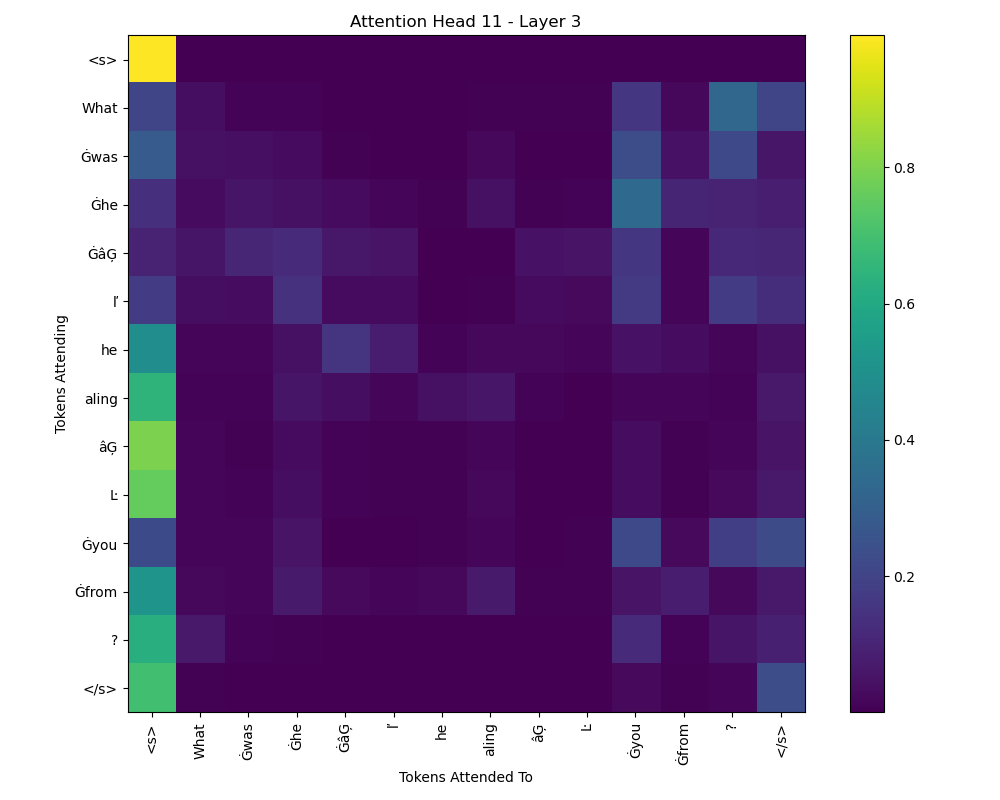 Attention Head 11 - Layer 3
<s>
What
Ġwas
Ġhe
ĠâĢ
ľ
he
aling
âĢ
Ŀ
Ġyou
Ġfrom
?
</s>
Tokens Attending
<s>
What
Ġwas
Ġhe
ĠâĢ
ľ
he
aling
âĢ
Ŀ
Ġyou
Ġfrom
?
</s>
Tokens Attended To
0.8
0.6
0.4
0.2